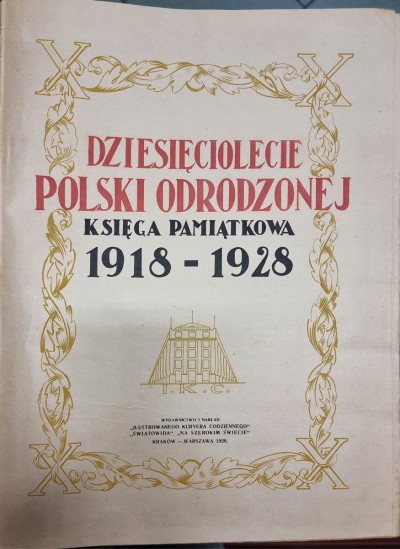 X X
DZIESIĘCIOLECIE
POLSKI ODRODZONEJ
KSIĘGA PAMIĄTKOWA
1918 - 1928
I. K. C.
WYDAWNICTWO I NAKŁAD
„ILUSTROWANEGO KURYERA CODZIENNEGO"
„ŚWIATOWIDA" „NA SZEROKIM ŚWIECIE"
KRAKÓW — WARSZAWA 1928.
X X